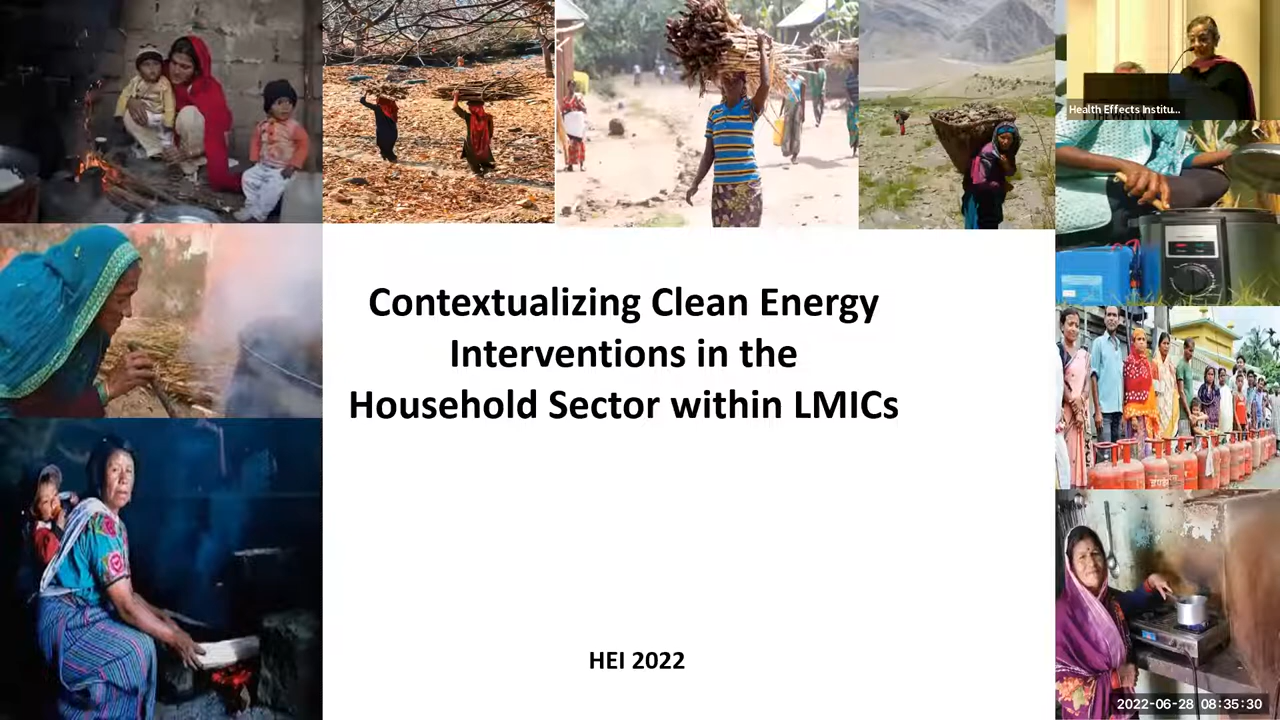 Health Effects Institu...
Contextualizing Clean Energy
Interventions in the
Household Sector within LMICs
HEI 2022
2022-06-28 08:35:30